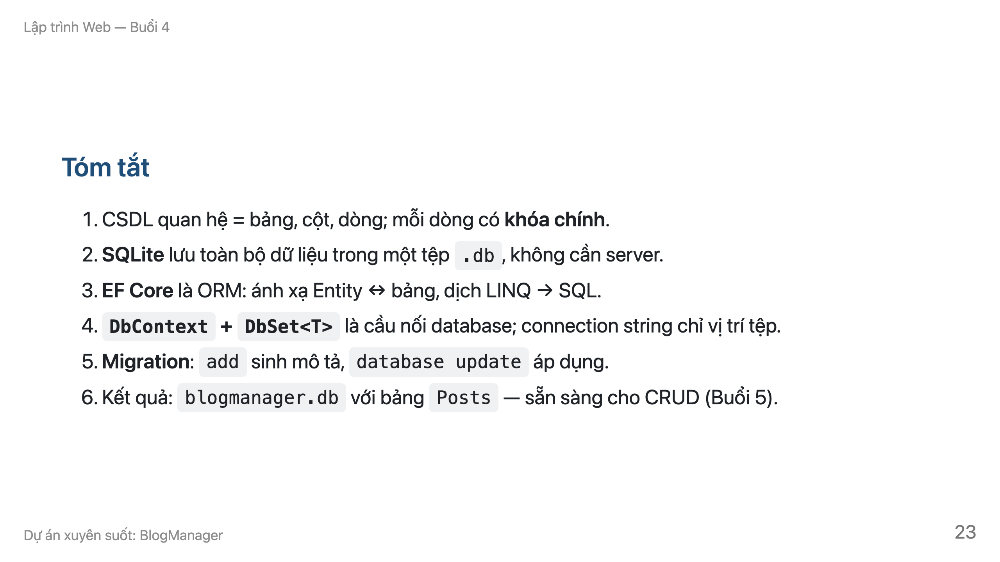 Lập trình Web — Buổi 4
Tóm tắt
1. CSDL quan hệ = bảng, cột, dòng; mỗi dòng có khóa chính.
2. SQLite lưu toàn bộ dữ liệu trong một tệp .db, không cần server.
3. EF Core là ORM: ánh xạ Entity ↔ bảng, dịch LINQ → SQL.
4. DbContext + DbSet<T> là cầu nối database; connection string chỉ vị trí tệp.
5. Migration: add sinh mô tả, database update áp dụng.
6. Kết quả: blogmanager.db với bảng Posts — sẵn sàng cho CRUD (Buổi 5).
Dự án xuyên suốt: BlogManager
23